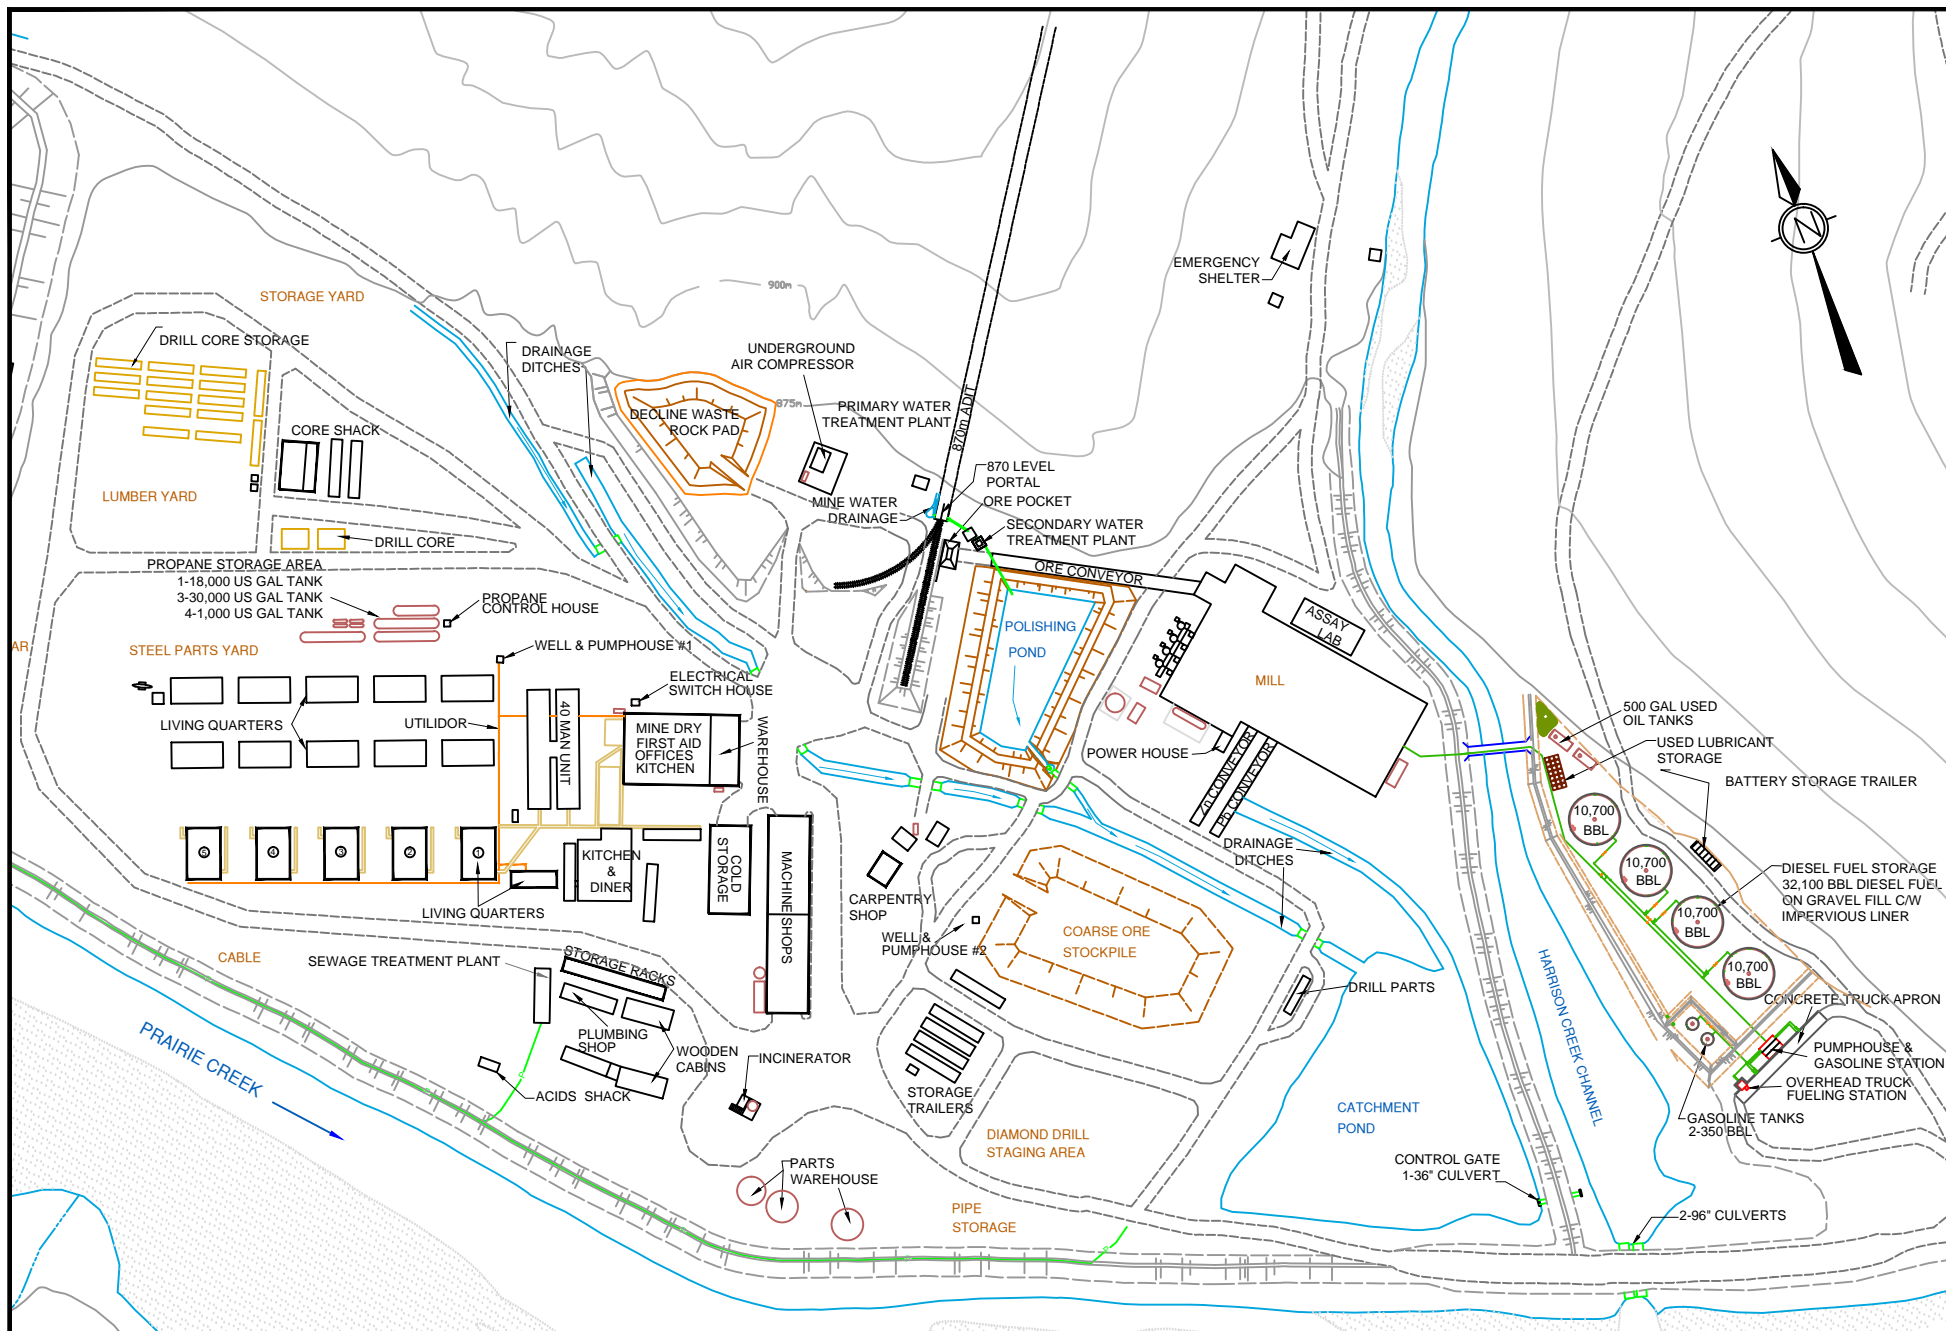 900m
EMERGENCY
SHELTER
N
STORAGE YARD
DRILL CORE STORAGE
DRAINAGE
DITCHES
UNDERGROUND
AIR COMPRESSOR
875m
PRIMARY WATER
TREATMENT PLANT
870m ADIT
DECLINE WASTE
ROCK PAD
CORE SHACK
LUMBER YARD
870 LEVEL
PORTAL
ORE POCKET
MINE WATER
DRAINAGE
SECONDARY WATER
TREATMENT PLANT
DRILL CORE
PROPANE STORAGE AREA
1-18,000 US GAL TANK
3-30,000 US GAL TANK
4-1,000 US GAL TANK
PROPANE
CONTROL HOUSE
ORE CONVEYOR
ASSAY
LAB
POLISHING
POND
AR
STEEL PARTS YARD
WELL & PUMPHOUSE #1
ELECTRICAL
SWITCH HOUSE
MILL
LIVING QUARTERS
UTILIDOR
40 MAN UNIT
MINE DRY
FIRST AID
OFFICES
KITCHEN
WAREHOUSE
POWER HOUSE
Zn CONVEYOR
Pb CONVEYOR
500 GAL USED
OIL TANKS
USED LUBRICANT
STORAGE
BATTERY STORAGE TRAILER
10,700
BBL
10,700
BBL
10,700
BBL
10,700
BBL
DIESEL FUEL STORAGE
32,100 BBL DIESEL FUEL
ON GRAVEL FILL C/W
IMPERVIOUS LINER
5
4
3
2
1
KITCHEN
&
DINER
COLD
STORAGE
MACHINE SHOPS
CARPENTRY
SHOP
DRAINAGE
DITCHES
LIVING QUARTERS
WELL &
PUMPHOUSE #2
COARSE ORE
STOCKPILE
CABLE
SEWAGE TREATMENT PLANT
STORAGE RACKS
DRILL PARTS
HARRISON CREEK CHANNEL
CONCRETE TRUCK APRON
PLUMBING
SHOP
WOODEN
CABINS
INCINERATOR
PRAIRIE CREEK
ACIDS SHACK
STORAGE
TRAILERS
PUMPHOUSE &
GASOLINE STATION
OVERHEAD TRUCK
FUELING STATION
GASOLINE TANKS
2-350 BBL
CATCHMENT
POND
DIAMOND DRILL
STAGING AREA
CONTROL GATE
1-36" CULVERT
PARTS
WAREHOUSE
PIPE
STORAGE
2-96" CULVERTS